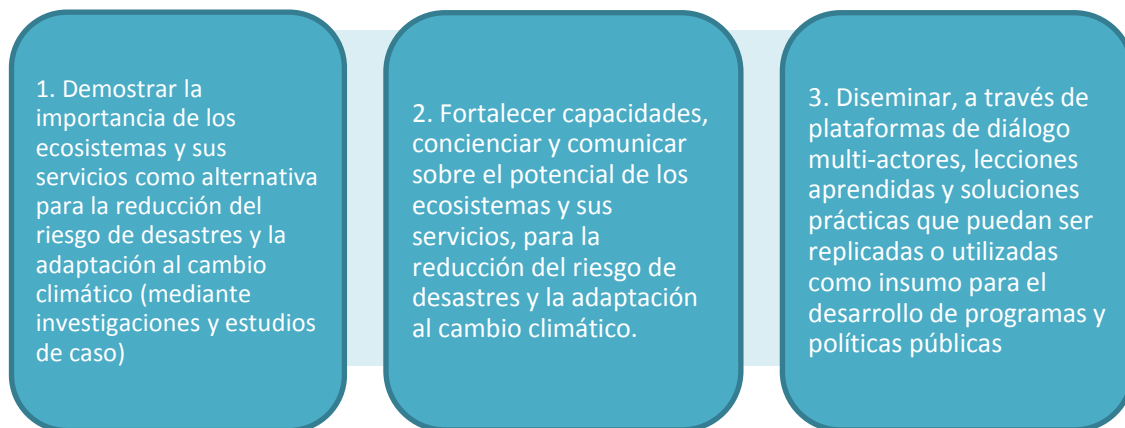 1. Demostrar la
importancia de los
ecosistemas y sus
servicios como alternativa
para la reducción del
riesgo de desastres y la
adaptación al cambio
climático (mediante
investigaciones y estudios
de caso)
2. Fortalecer capacidades,
concienciar y comunicar
sobre el potencial de los
ecosistemas y sus
servicios, para la
reducción del riesgo de
desastres y la adaptación
al cambio climático.
3. Diseminar, a través de
plataformas de diálogo
multi-actores, lecciones
aprendidas y soluciones
prácticas que puedan ser
replicadas o utilizadas
como insumo para el
desarrollo de programas y
políticas públicas